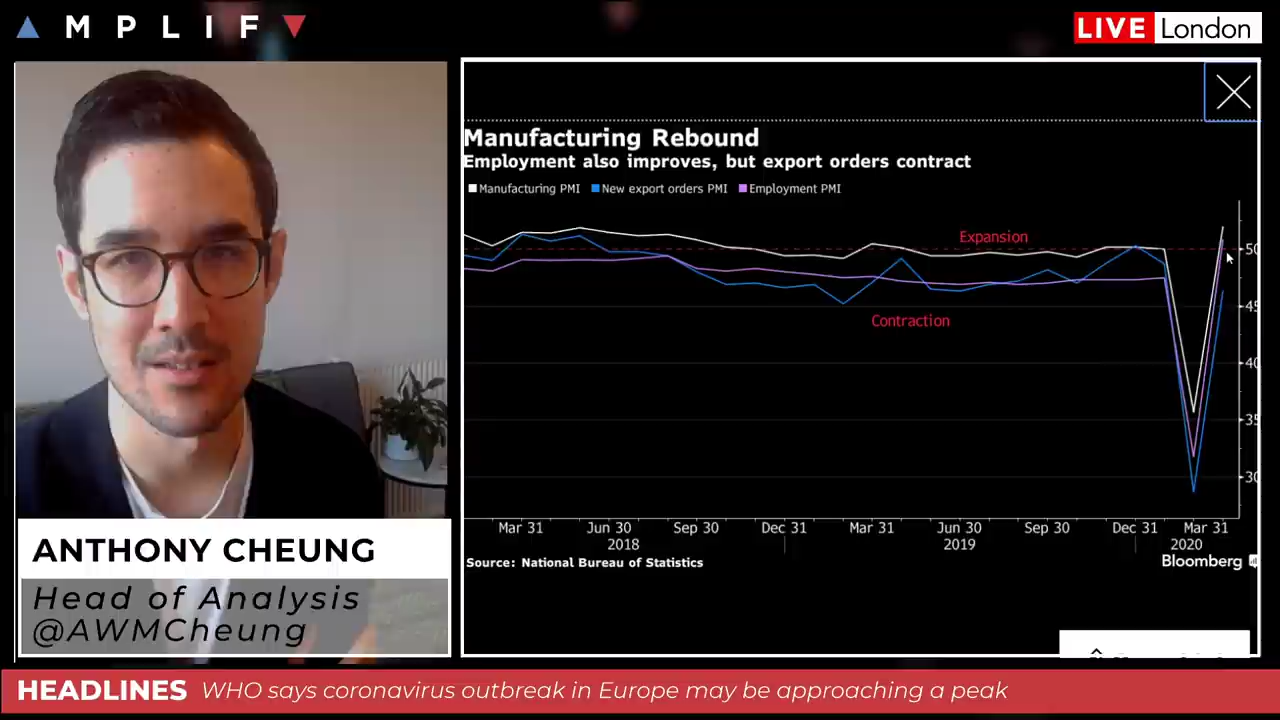 MPLIF
LIVE London
Manufacturing Rebound
Employment also improves, but export orders contract
Manufacturing PMI New export orders PMI Employment PMI
Expansion
Contraction
50
45
40
35
30
Mar 31 Jun 30 Sep 30 Dec 31 Mar 31 Jun 30 Sep 30 Dec 31 Mar 31
2018 2019 2020
Source: National Bureau of Statistics
Bloomberg
ANTHONY CHEUNG
Head of Analysis
@AWMCheung
HEADLINES WHO says coronavirus outbreak in Europe may be approaching a peak